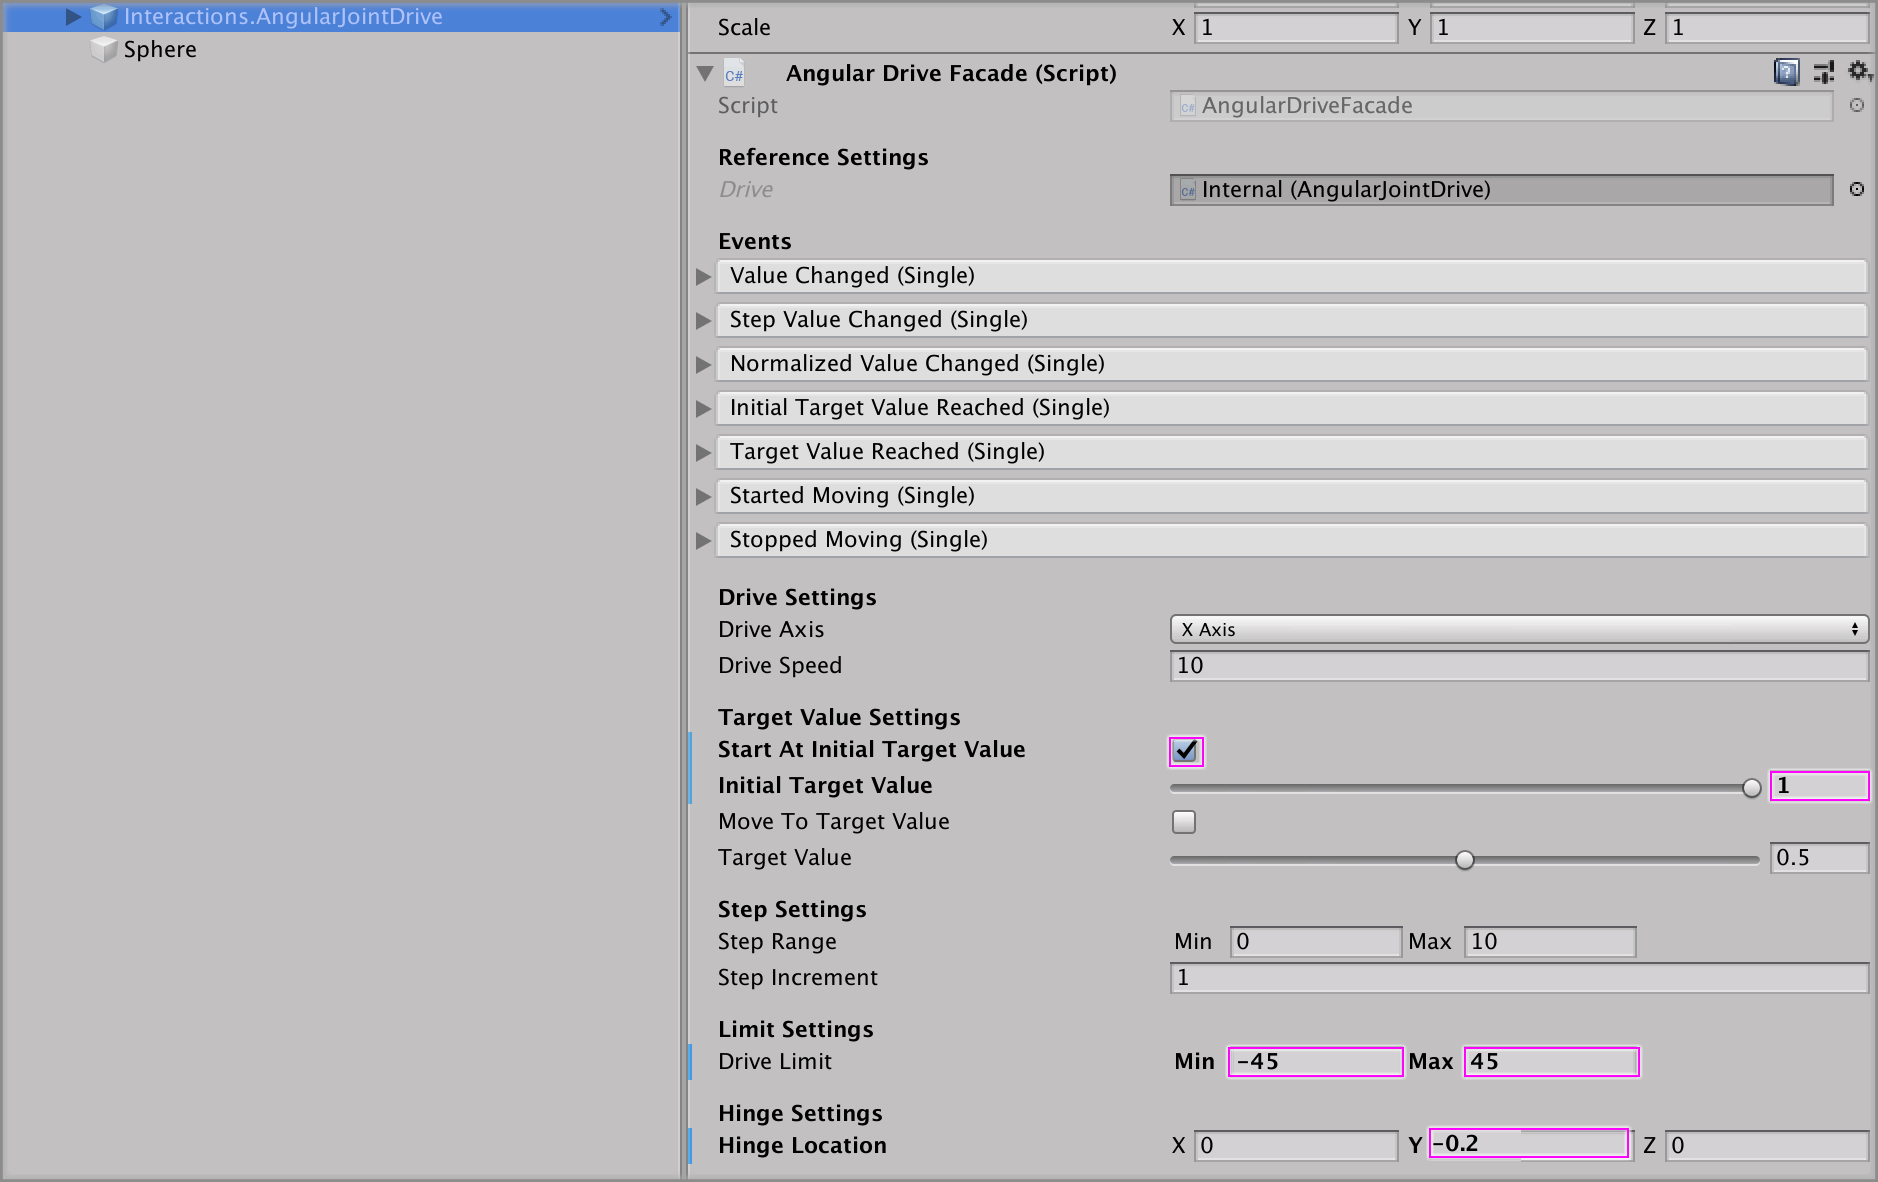 Interactions.AngularJointDrive
Sphere
Scale X 1 Y 1 Z 1
C# Angular Drive Facade (Script)
Script C# AngularDriveFacade
Reference Settings
Drive C# Internal (AngularJointDrive)
Events
Value Changed (Single)
Step Value Changed (Single)
Normalized Value Changed (Single)
Initial Target Value Reached (Single)
Target Value Reached (Single)
Started Moving (Single)
Stopped Moving (Single)
Drive Settings
Drive Axis X Axis
Drive Speed 10
Target Value Settings
Start At Initial Target Value
Initial Target Value 1
Move To Target Value
Target Value 0.5
Step Settings
Step Range Min 0 Max 10
Step Increment 1
Limit Settings
Drive Limit Min -45 Max 45
Hinge Settings
Hinge Location X 0 Y -0.2 Z 0